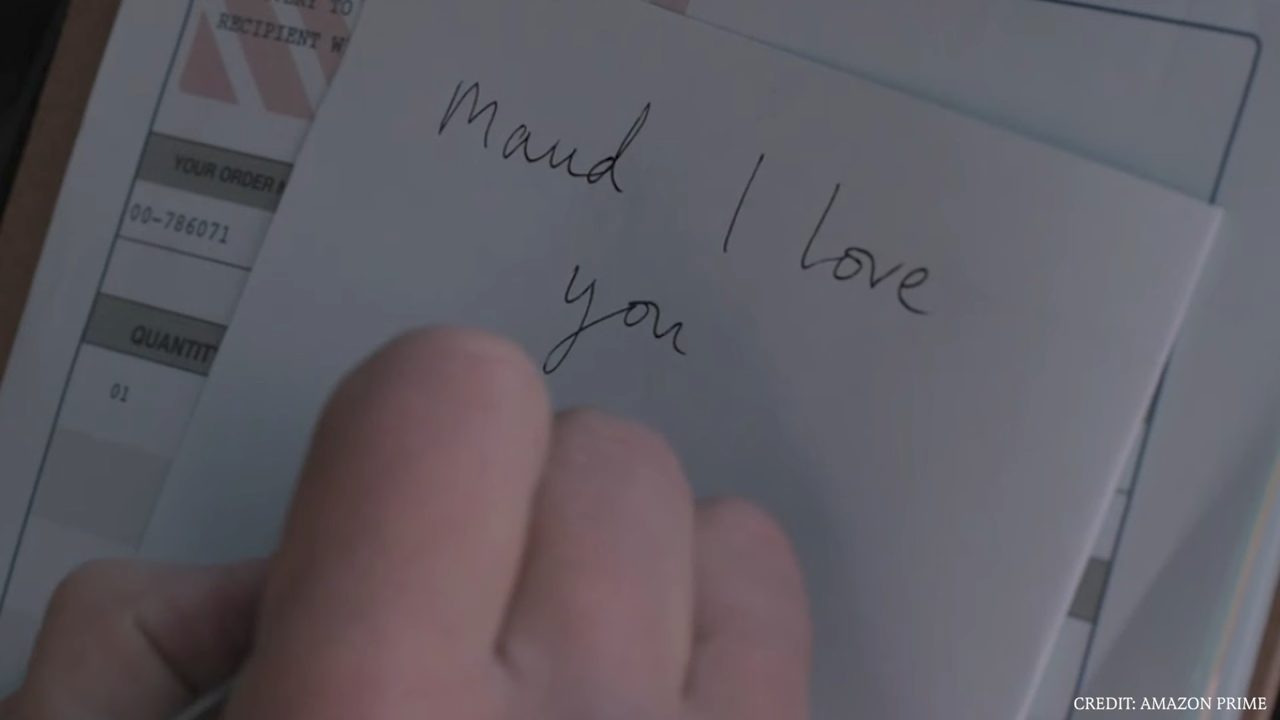 RECIPIENT W
YOUR ORDER
00-786071
QUANTIT
01
Maud I love
you
CREDIT: AMAZON PRIME